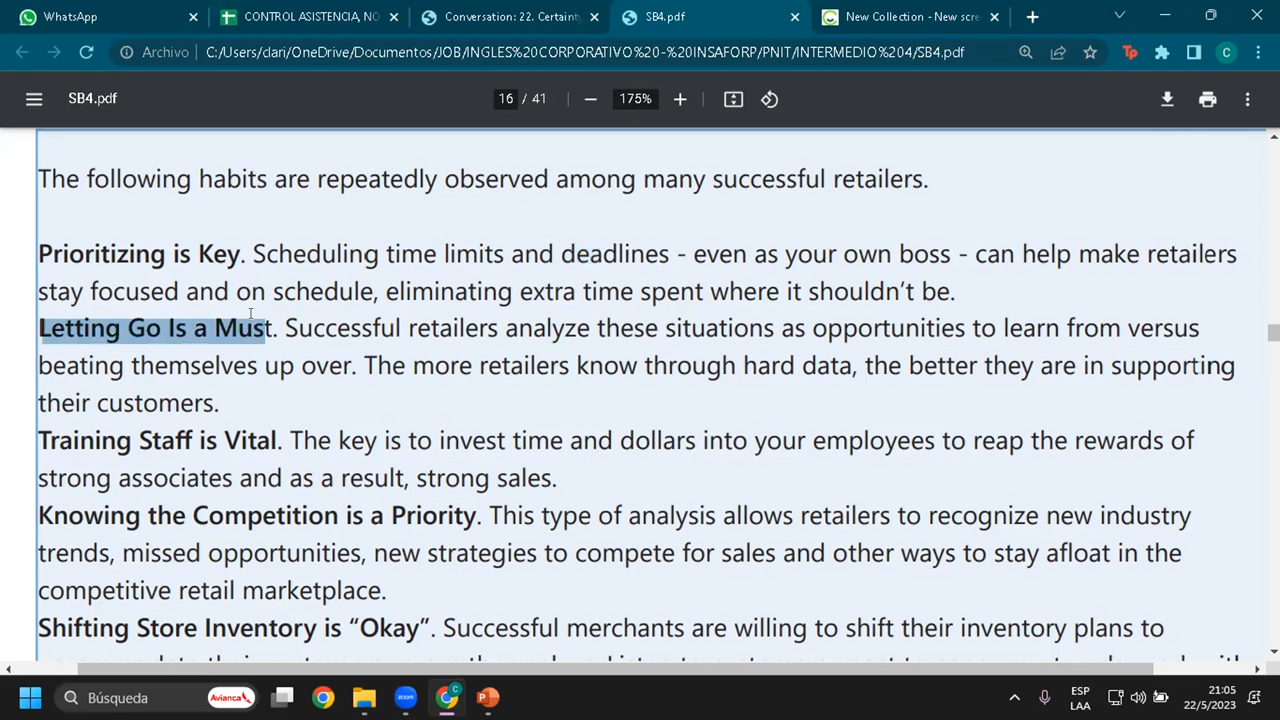 WhatsApp
CONTROL ASISTENCIA, NO
Conversation: 22. Certaint
SB4.pdf
New Collection - New scre
Archivo
C:/Users/clari/OneDrive/Documentos/JOB/INGLES%20CORPORATIVO%20-%20INSAFORP/PNIT/INTERMEDIO%204/SB4.pdf
SB4.pdf
16 / 41
175%
The following habits are repeatedly observed among many successful retailers.
Prioritizing is Key. Scheduling time limits and deadlines - even as your own boss - can help make retailers
stay focused and on schedule, eliminating extra time spent where it shouldn't be.
Letting Go Is a Must. Successful retailers analyze these situations as opportunities to learn from versus
beating themselves up over. The more retailers know through hard data, the better they are in supporting
their customers.
Training Staff is Vital. The key is to invest time and dollars into your employees to reap the rewards of
strong associates and as a result, strong sales.
Knowing the Competition is a Priority. This type of analysis allows retailers to recognize new industry
trends, missed opportunities, new strategies to compete for sales and other ways to stay afloat in the
competitive retail marketplace.
Shifting Store Inventory is “Okay”. Successful merchants are willing to shift their inventory plans to
Búsqueda
Avianca
ESP
LAA
21:05
22/5/2023